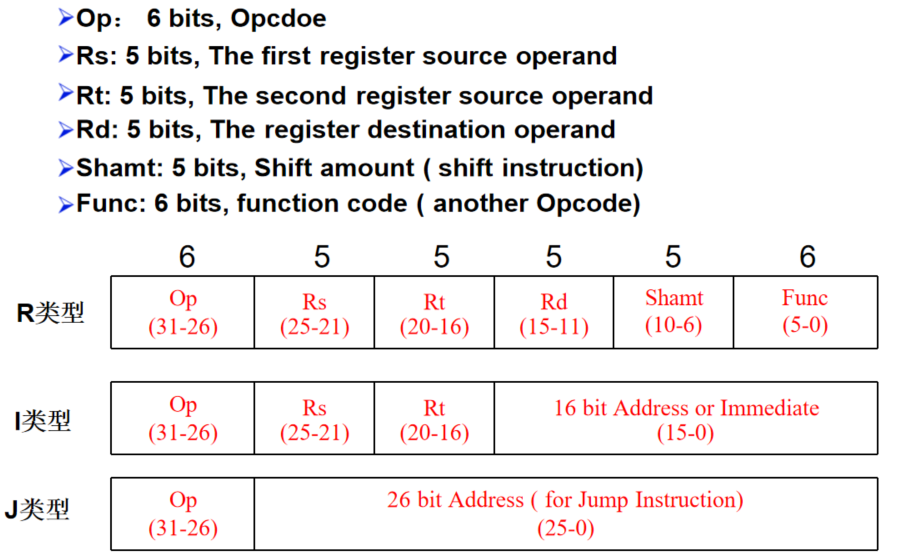 Op： 6 bits, Opcdoe
Rs: 5 bits, The first register source operand
Rt: 5 bits, The second register source operand
Rd: 5 bits, The register destination operand
Shamt: 5 bits, Shift amount ( shift instruction)
Func: 6 bits, function code ( another Opcode)
6 5 5 5 5 6
R类型 Op Rs Rt Rd Shamt Func
(31-26) (25-21) (20-16) (15-11) (10-6) (5-0)
I类型 Op Rs Rt 16 bit Address or Immediate
(31-26) (25-21) (20-16) (15-0)
J类型 Op 26 bit Address ( for Jump Instruction)
(31-26) (25-0)